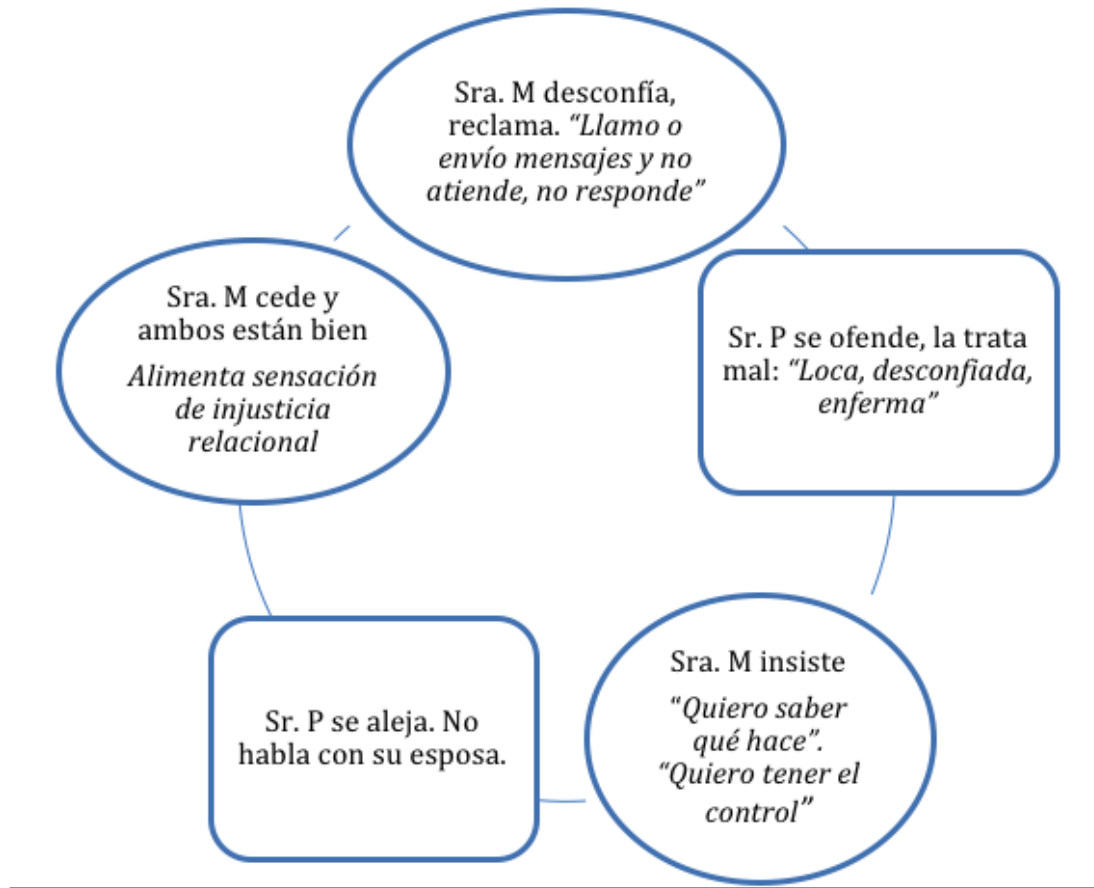 Sra. M desconfía,
reclama. “Llamo o
envío mensajes y no
atiende, no responde”
Sr. P se ofende, la trata
mal: “Loca, desconfiada,
enferma”
Sra. M insiste
“Quiero saber
qué hace”.
“Quiero tener el
control”
Sr. P se aleja. No
habla con su esposa.
Sra. M cede y
ambos están bien
Alimenta sensación
de injusticia
relacional